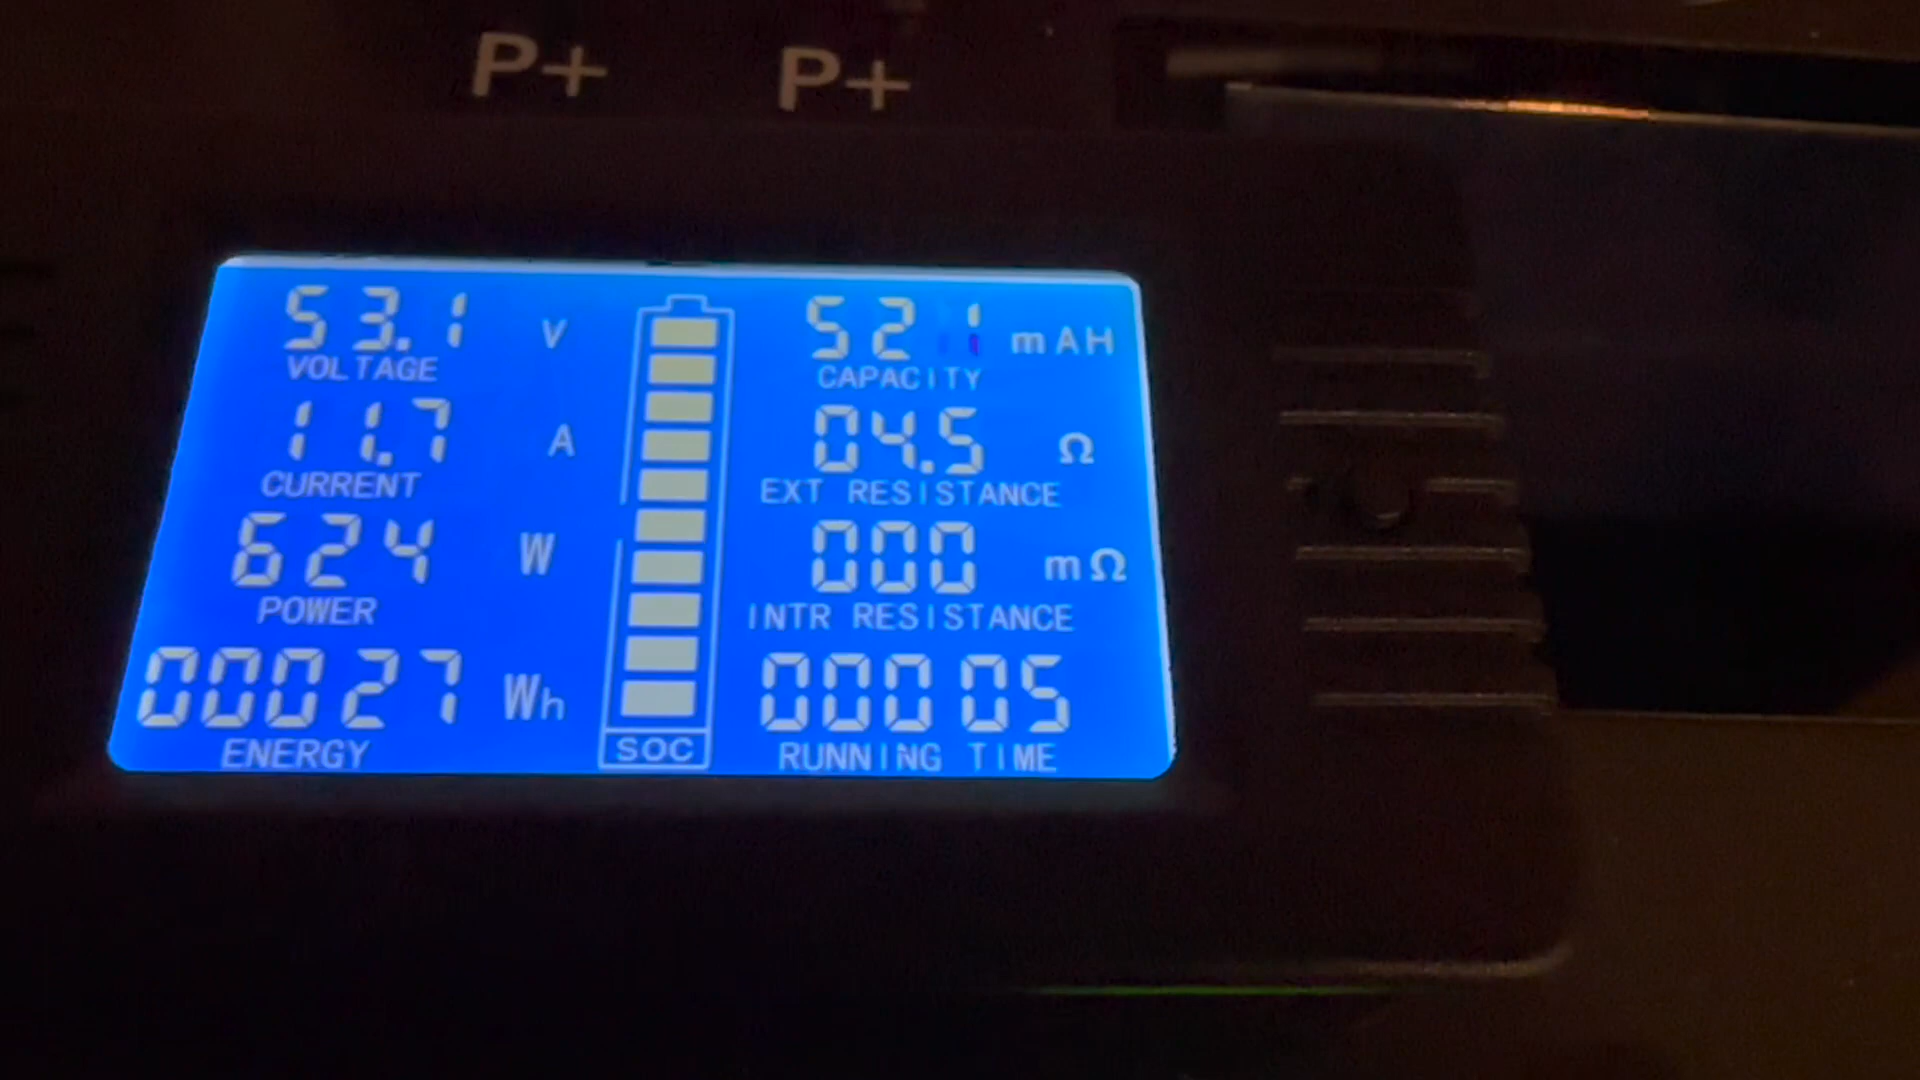 P+ P+
53.1 V
VOLTAGE
11.7 A
CURRENT
624 W
POWER
00027 Wh
ENERGY
SOC
521 mAH
CAPACITY
04.5 Ω
EXT RESISTANCE
000 mΩ
INTR RESISTANCE
00005
RUNNING TIME